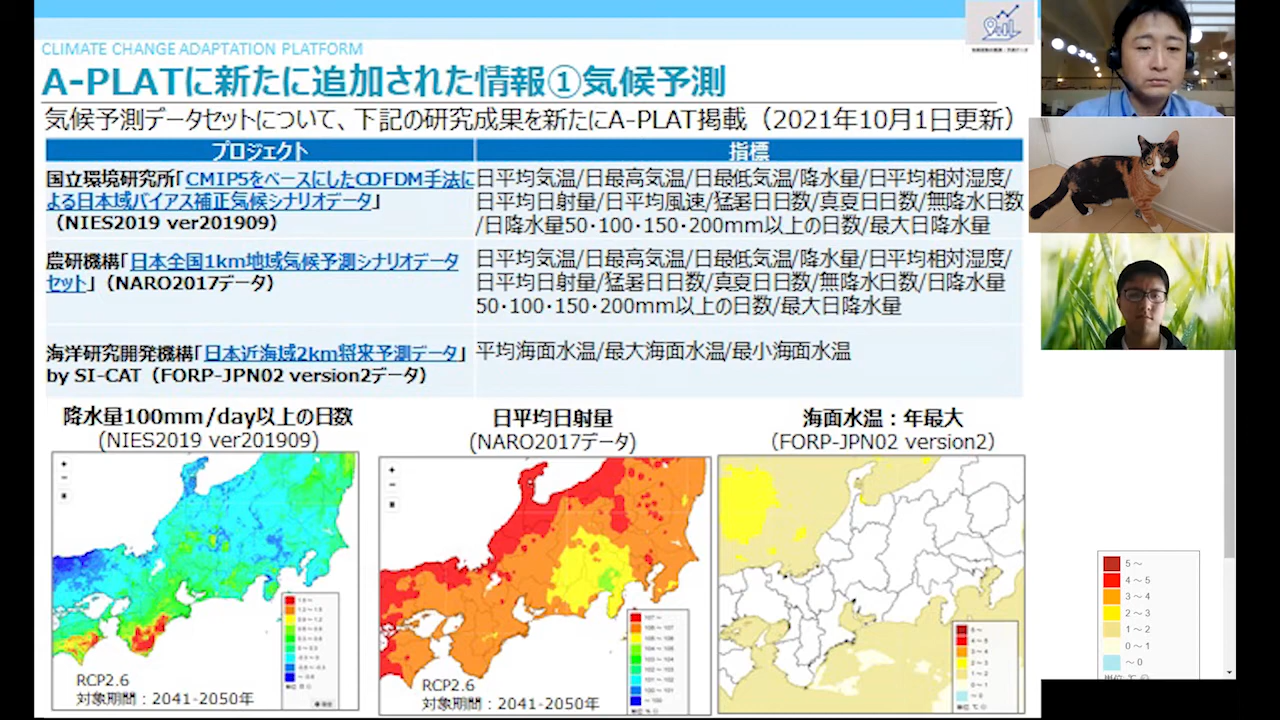 CLIMATE CHANGE ADAPTATION PLATFORM
A-PLATに新たに追加された情報①気候予測
気候予測データセットについて、下記の研究成果を新たにA-PLAT掲載（2021年10月1日更新）
プロジェクト
指標
国立環境研究所「CMIP5をベースにしたCDFDM手法に
よる日本域バイアス補正気候シナリオデータ」
（NIES2019 ver201909）
日平均気温/日最高気温/日最低気温/降水量/日平均相対湿度/
日平均日射量/日平均風速/猛暑日日数/真夏日日数/無降水日数
/日降水量50・100・150・200mm以上の日数/最大日降水量
農研機構「日本全国1km地域気候予測シナリオデータ
セット」（NARO2017データ）
日平均気温/日最高気温/日最低気温/降水量/日平均相対湿度/
日平均日射量/猛暑日日数/真夏日日数/無降水日数/日降水量
50・100・150・200mm以上の日数/最大日降水量
海洋研究開発機構「日本近海域2km将来予測データ」
by SI-CAT（FORP-JPN02 version2データ）
平均海面水温/最大海面水温/最小海面水温
降水量100mm/day以上の日数
（NIES2019 ver201909）
日平均日射量
（NARO2017データ）
海面水温：年最大
（FORP-JPN02 version2）
RCP2.6
対象期間：2041-2050年
RCP2.6
対象期間：2041-2050年
5～
4～5
3～4
2～3
1～2
0～1
～0